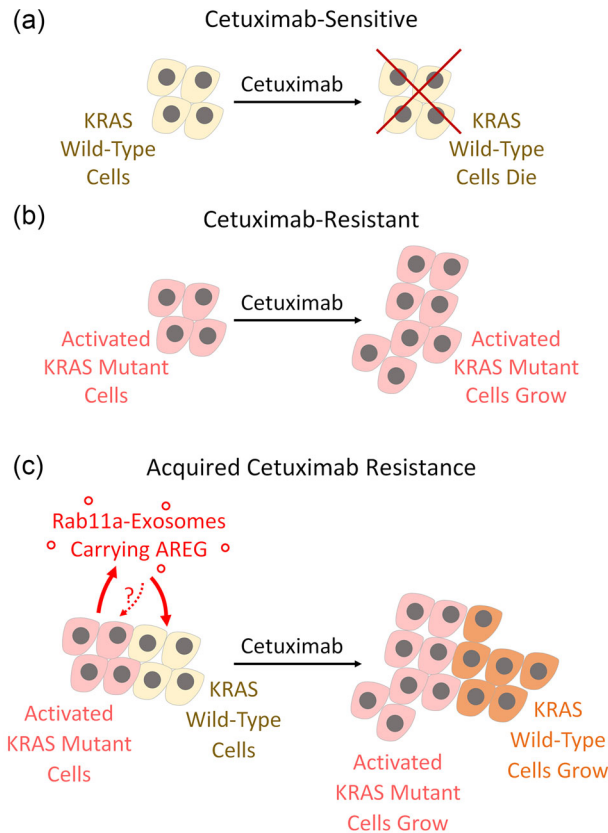 (a)
Cetuximab-Sensitive
Cetuximab
KRAS
Wild-Type
Cells
KRAS
Wild-Type
Cells Die
(b)
Cetuximab-Resistant
Cetuximab
Activated
KRAS Mutant
Cells
Activated
KRAS Mutant
Cells Grow
(c)
Acquired Cetuximab Resistance
Rab11a-Exosomes
Carrying AREG
?
Cetuximab
Activated
KRAS Mutant
Cells
KRAS
Wild-Type
Cells
Activated
KRAS Mutant
Cells Grow
KRAS
Wild-Type
Cells Grow